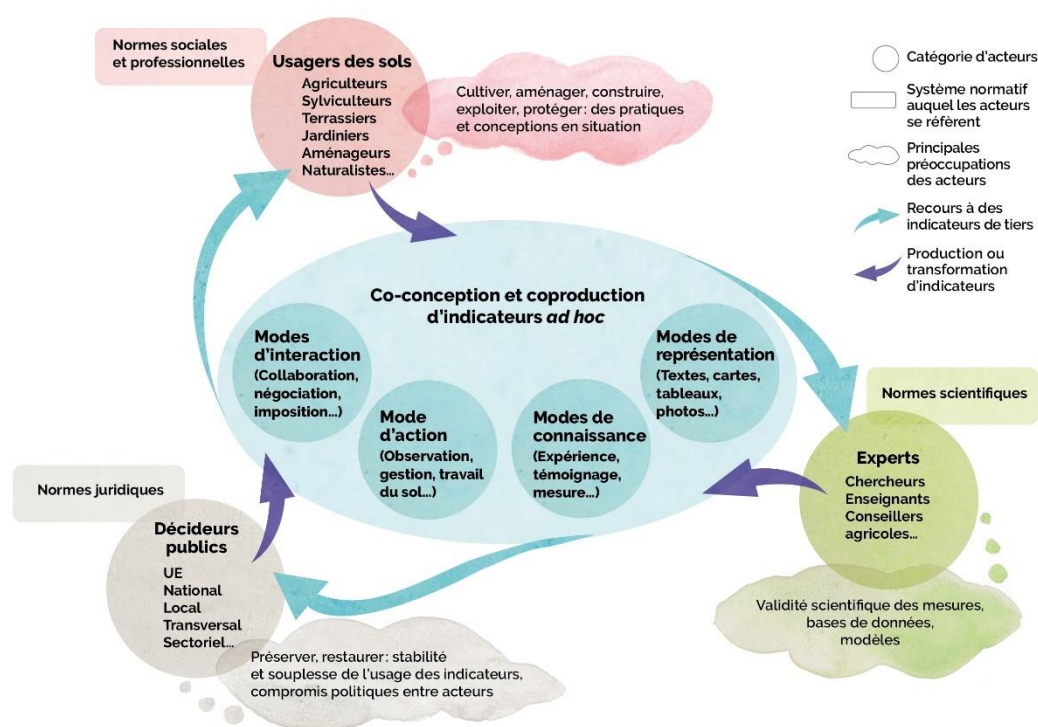 Normes sociales
et professionnelles
Usagers des sols
Agriculteurs
Sylviculteurs
Terrassiers
Jardiniers
Aménageurs
Naturalistes...
Cultiver, aménager, construire,
exploiter, protéger : des pratiques
et conceptions en situation
Catégorie d'acteurs
Système normatif
auquel les acteurs
se réfèrent
Principales
préoccupations
des acteurs
Recours à des
indicateurs de tiers
Production ou
transformation
d'indicateurs
Co-conception et coproduction
d'indicateurs ad hoc
Modes
d'interaction
(Collaboration,
négociation,
imposition...)
Mode
d'action
(Observation,
gestion, travail
du sol...)
Modes de
connaissance
(Expérience,
témoignage,
mesure...)
Modes de
représentation
(Textes, cartes,
tableaux,
photos...)
Normes scientifiques
Experts
Chercheurs
Enseignants
Conseillers
agricoles...
Validité scientifique des mesures,
bases de données,
modèles
Normes juridiques
Décideurs
publics
UE
National
Local
Transversal
Sectoriel...
Préserver, restaurer : stabilité
et souplesse de l'usage des indicateurs,
compromis politiques entre acteurs